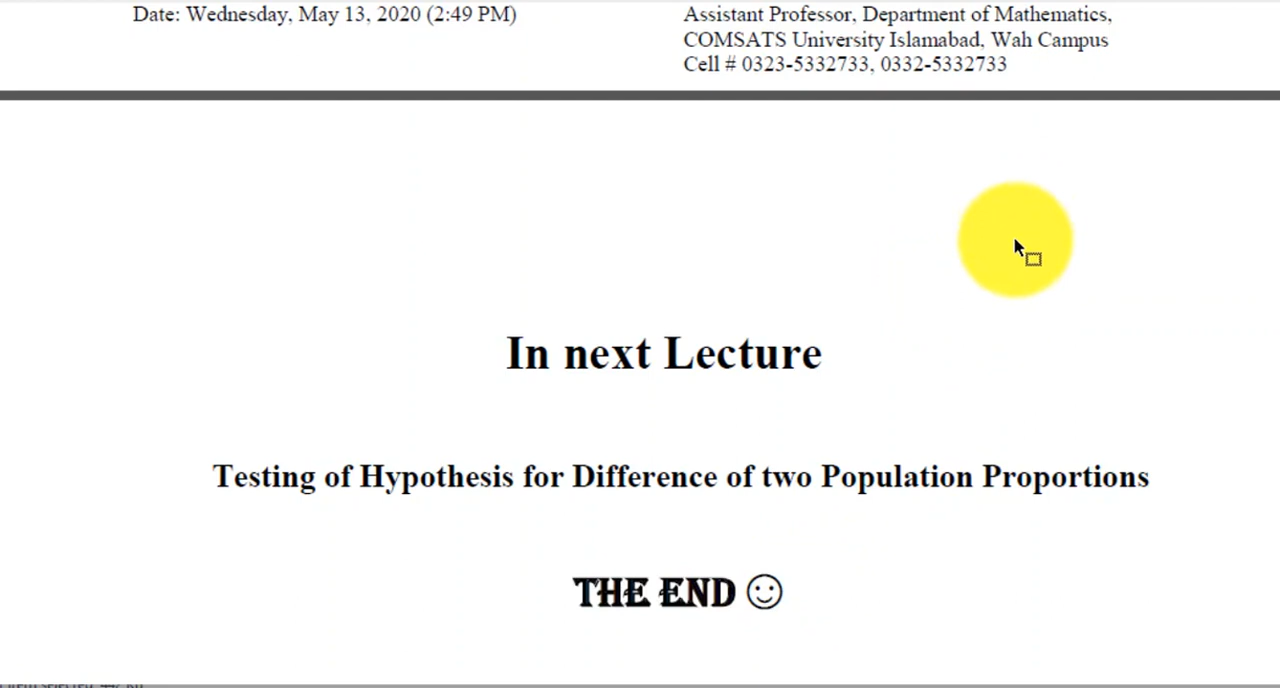 Date: Wednesday, May 13, 2020 (2:49 PM)
Assistant Professor, Department of Mathematics,
COMSATS University Islamabad, Wah Campus
Cell # 0323-5332733, 0332-5332733
In next Lecture
Testing of Hypothesis for Difference of two Population Proportions
THE END ☺